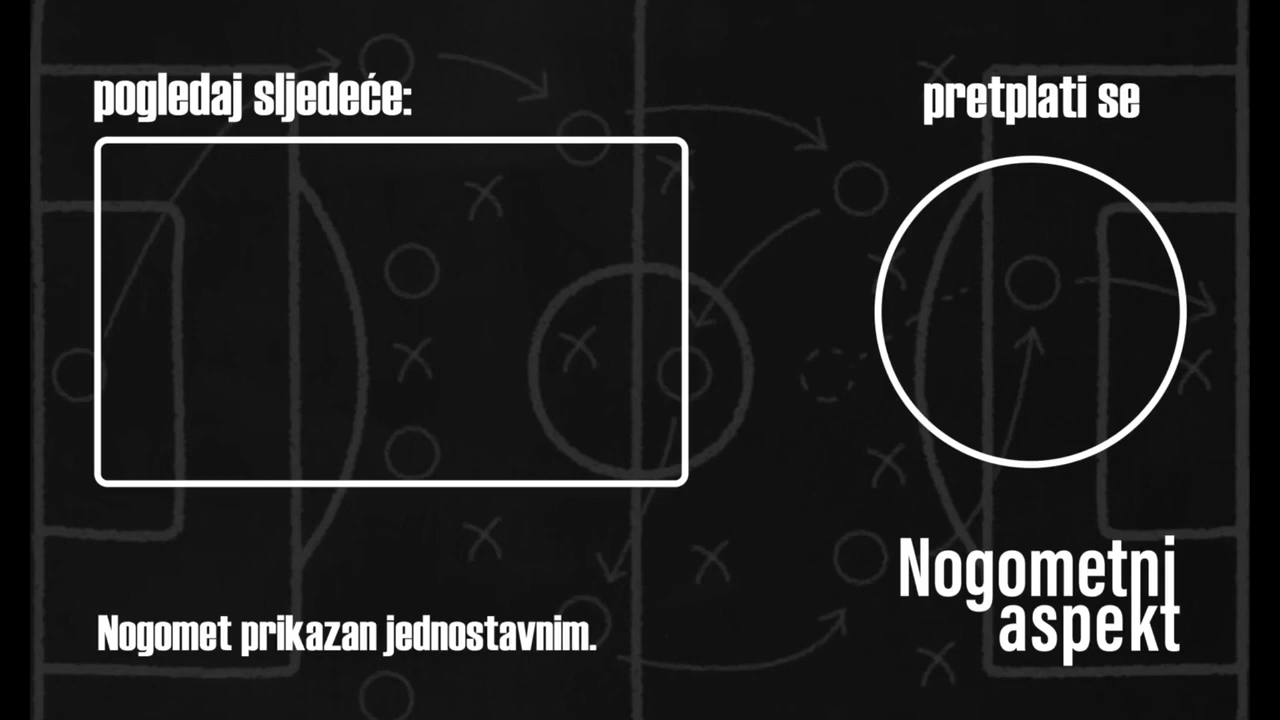 pogledaj sljedeće:
pretplati se
Nogometni
aspekt
Nogomet prikazan jednostavnim.